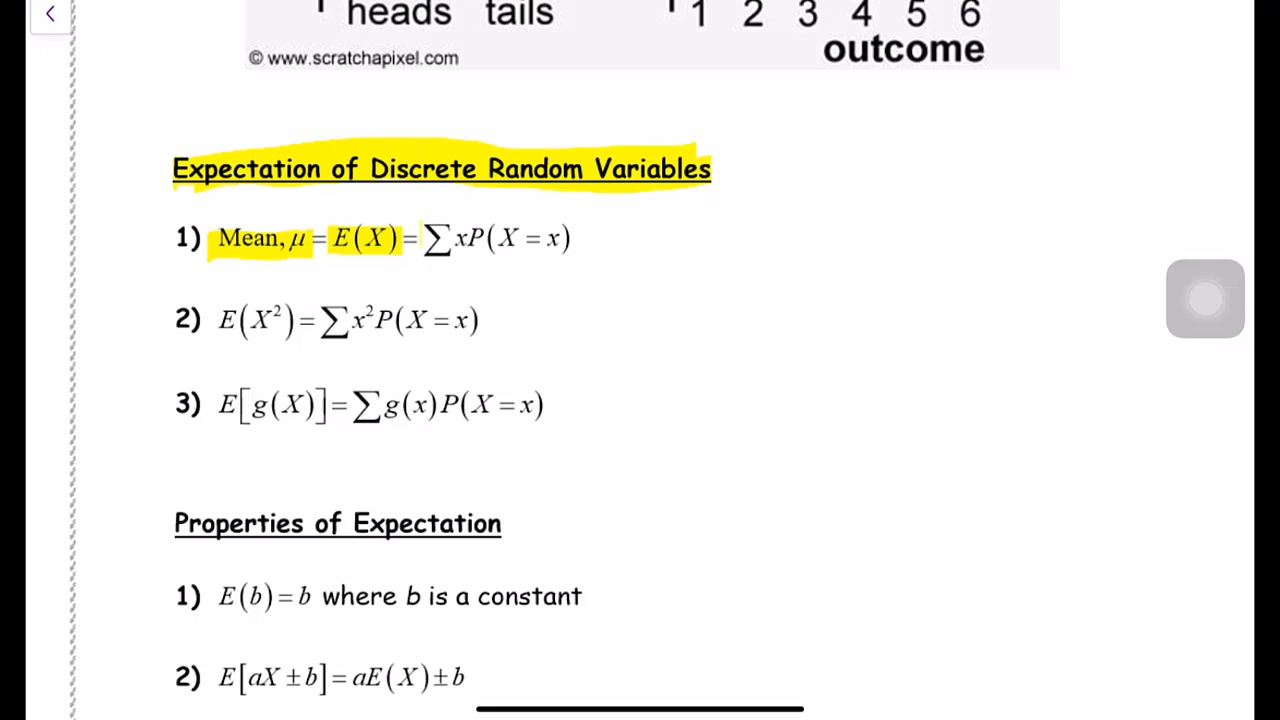 heads tails 1 2 3 4 5 6
outcome
© www.scratchapixel.com
Expectation of Discrete Random Variables
1) Mean, μ = E(X) = ∑xP(X = x)
2) E(X²) = ∑x²P(X = x)
3) E[g(X)] = ∑g(x)P(X = x)
Properties of Expectation
1) E(b) = b where b is a constant
2) E[aX ± b] = aE(X) ± b